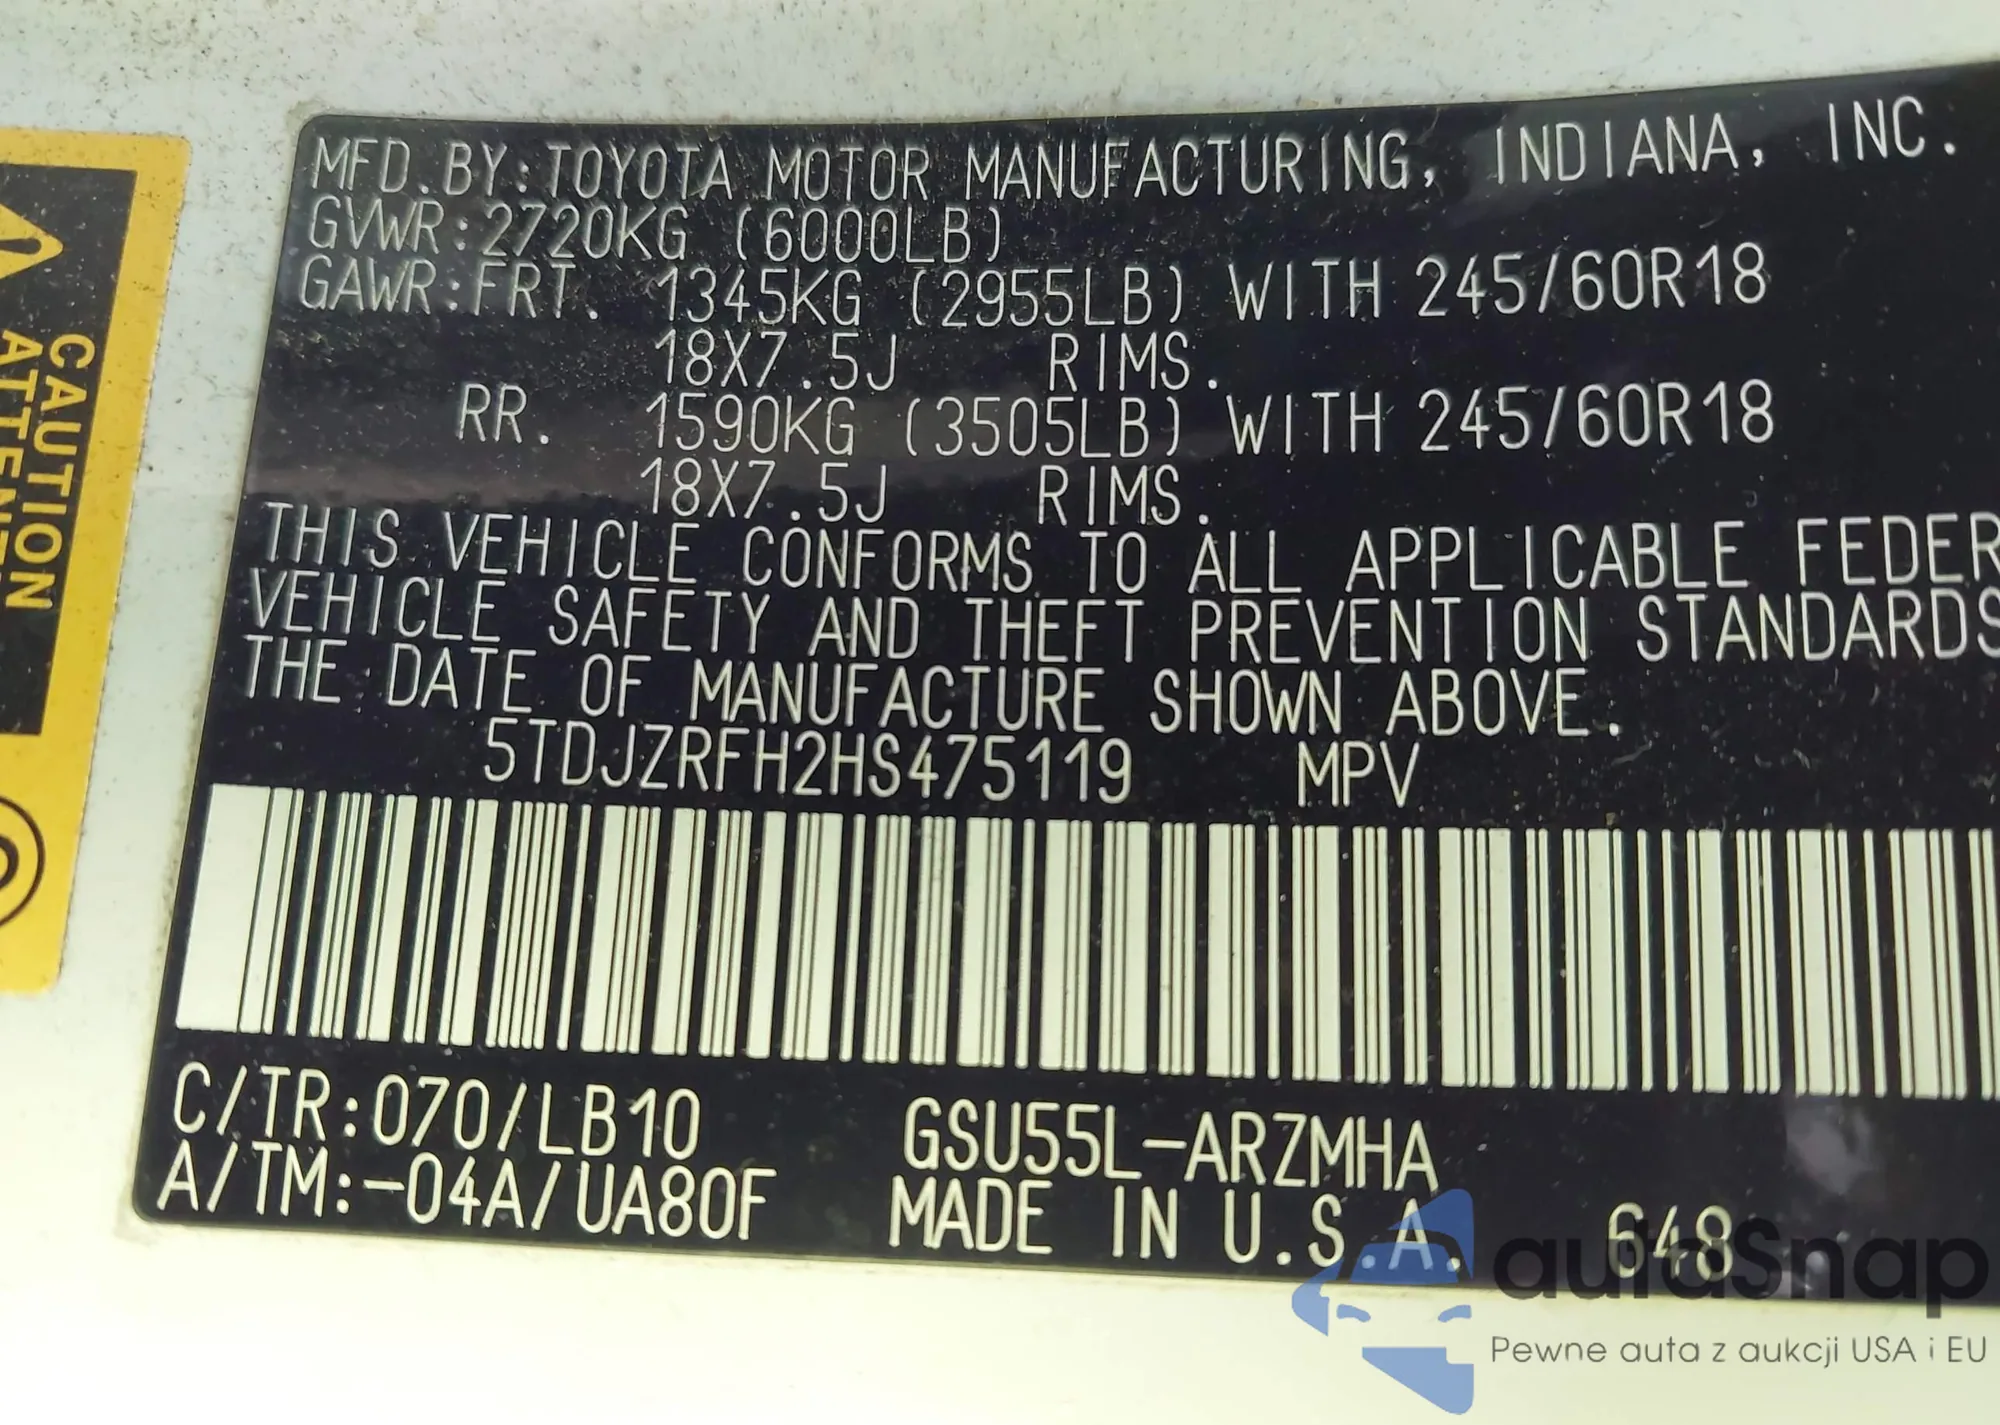 MFD.BY:TOYOTA MOTOR MANUFACTURING, INDIANA, INC.
GVWR:2720KG (6000LB)
GAWR:FRT. 1345KG (2955LB) WITH 245/60R18
18X7.5J RIMS.
RR. 1590KG (3505LB) WITH 245/60R18
18X7.5J RIMS.
THIS VEHICLE CONFORMS TO ALL APPLICABLE FEDER
VEHICLE SAFETY AND THEFT PREVENTION STANDARDS
THE DATE OF MANUFACTURE SHOWN ABOVE.
5TDJZRFH2HS475119 MPV
C/TR:070/LB10 GSU55L-ARZMHA
A/TM:-04A/UA80F MADE IN U.S.A. 648
CAUTION
autoSnap
Pewne auta z aukcji USA i EU